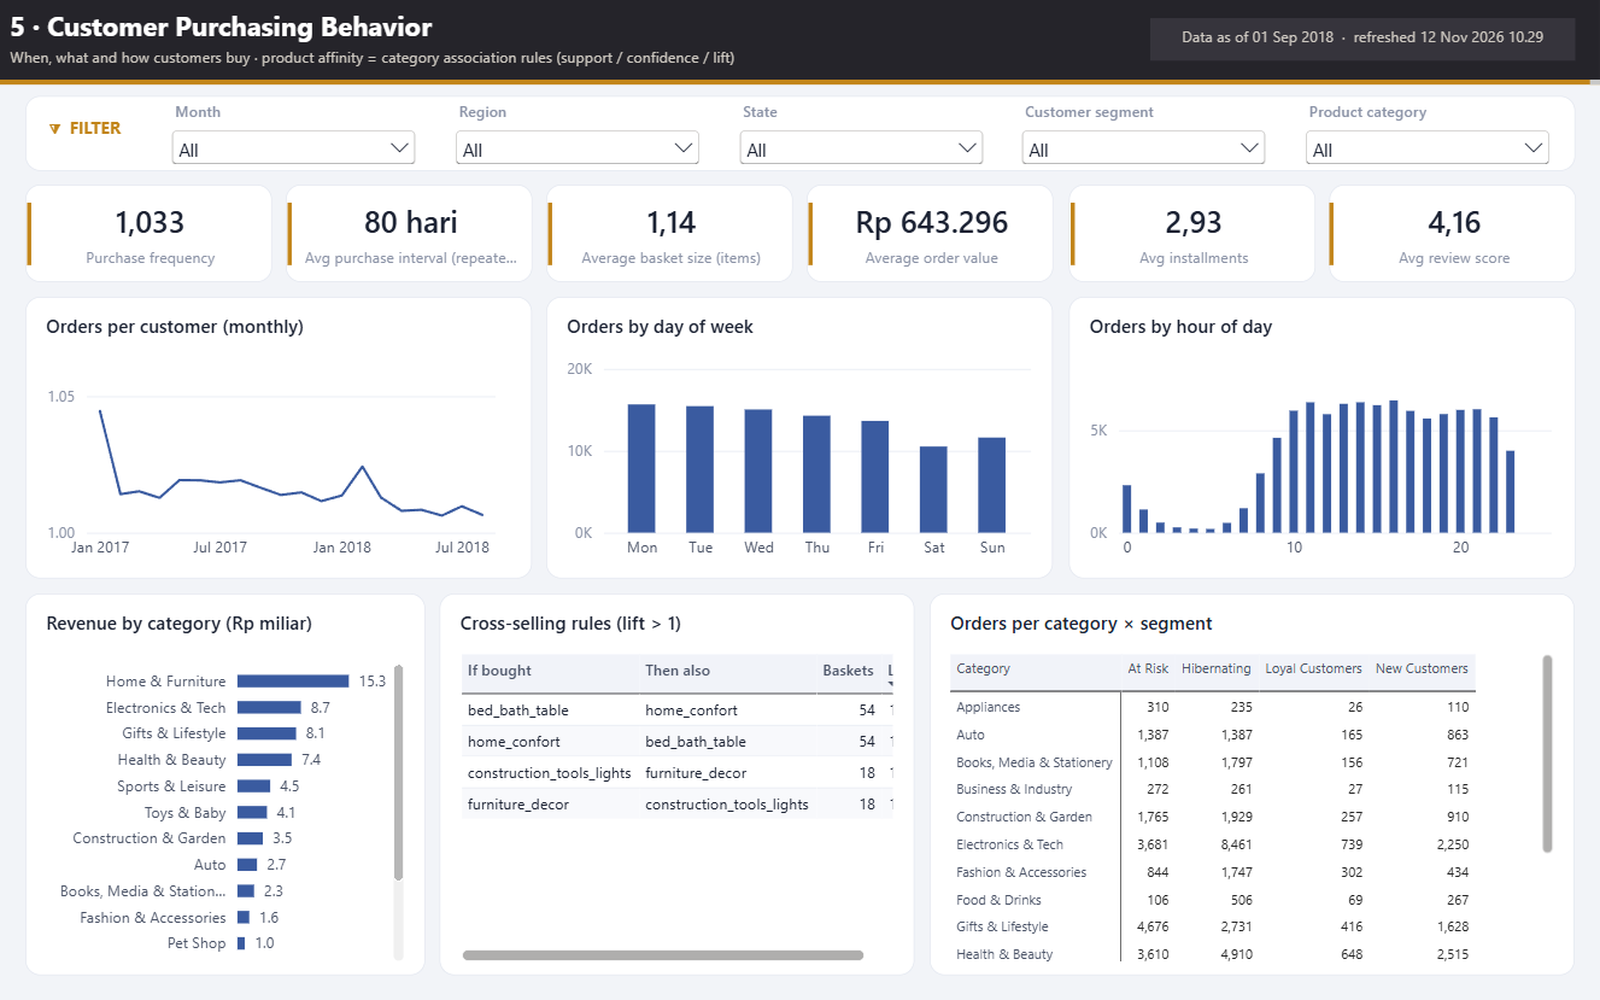 5 · Customer Purchasing Behavior
When, what and how customers buy · product affinity = category association rules (support / confidence / lift)
Data as of 01 Sep 2018 · refreshed 12 Nov 2026 10.29
FILTER
Month
Region
State
Customer segment
Product category
All
All
All
All
All
1,033
Purchase frequency
80 hari
Avg purchase interval (repeate...
1,14
Average basket size (items)
Rp 643.296
Average order value
2,93
Avg installments
4,16
Avg review score
Orders per customer (monthly)
1.05
1.00
Jan 2017
Jul 2017
Jan 2018
Jul 2018
Orders by day of week
20K
10K
0K
Mon
Tue
Wed
Thu
Fri
Sat
Sun
Orders by hour of day
5K
0K
0
10
20
Revenue by category (Rp miliar)
Home & Furniture 15.3
Electronics & Tech 8.7
Gifts & Lifestyle 8.1
Health & Beauty 7.4
Sports & Leisure 4.5
Toys & Baby 4.1
Construction & Garden 3.5
Auto 2.7
Books, Media & Station... 2.3
Fashion & Accessories 1.6
Pet Shop 1.0
Cross-selling rules (lift > 1)
If bought Then also Baskets
bed_bath_table home_confort 54
home_confort bed_bath_table 54
construction_tools_lights furniture_decor 18
furniture_decor construction_tools_lights 18
Orders per category × segment
Category At Risk Hibernating Loyal Customers New Customers
Appliances 310 235 26 110
Auto 1,387 1,387 165 863
Books, Media & Stationery 1,108 1,797 156 721
Business & Industry 272 261 27 115
Construction & Garden 1,765 1,929 257 910
Electronics & Tech 3,681 8,461 739 2,250
Fashion & Accessories 844 1,747 302 434
Food & Drinks 106 506 69 267
Gifts & Lifestyle 4,676 2,731 416 1,628
Health & Beauty 3,610 4,910 648 2,515